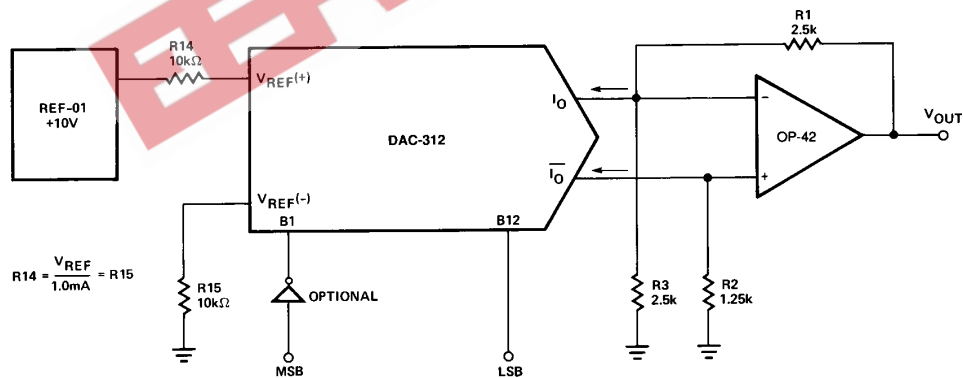 R1
2.5k
R14
10kΩ
VREF(+)
REF-01
+10V
IO
DAC-312
OP-42
VOUT
−
+
IO
VREF(−)
B1
B12
R14 = VREF / 1.0mA = R15
R15
10kΩ
OPTIONAL
R3
2.5k
R2
1.25k
MSB
LSB